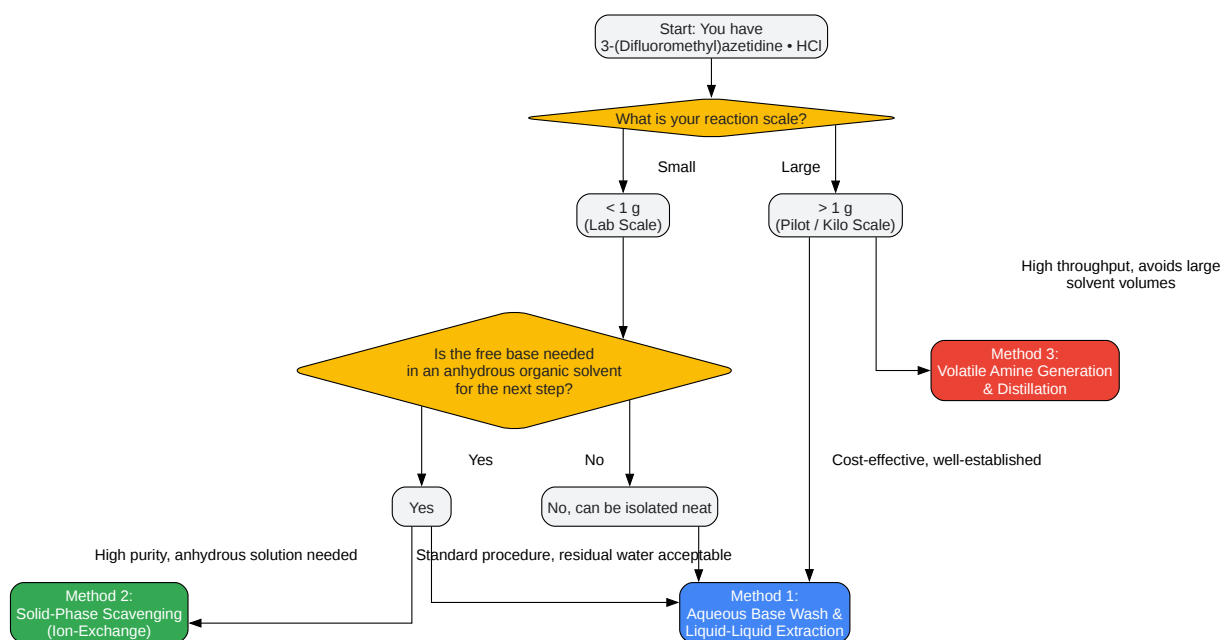 Start: You have
3-(Difluoromethyl)azetidine • HCl
What is your reaction scale?
Small
Large
< 1 g
(Lab Scale)
> 1 g
(Pilot / Kilo Scale)
High throughput, avoids large
solvent volumes
Is the free base needed
in an anhydrous organic solvent
for the next step?
Method 3:
Volatile Amine Generation
& Distillation
Yes
No
Cost-effective, well-established
Yes
No, can be isolated neat
High purity, anhydrous solution needed
Standard procedure, residual water acceptable
Method 2:
Solid-Phase Scavenging
(Ion-Exchange)
Method 1:
Aqueous Base Wash &
Liquid-Liquid Extraction